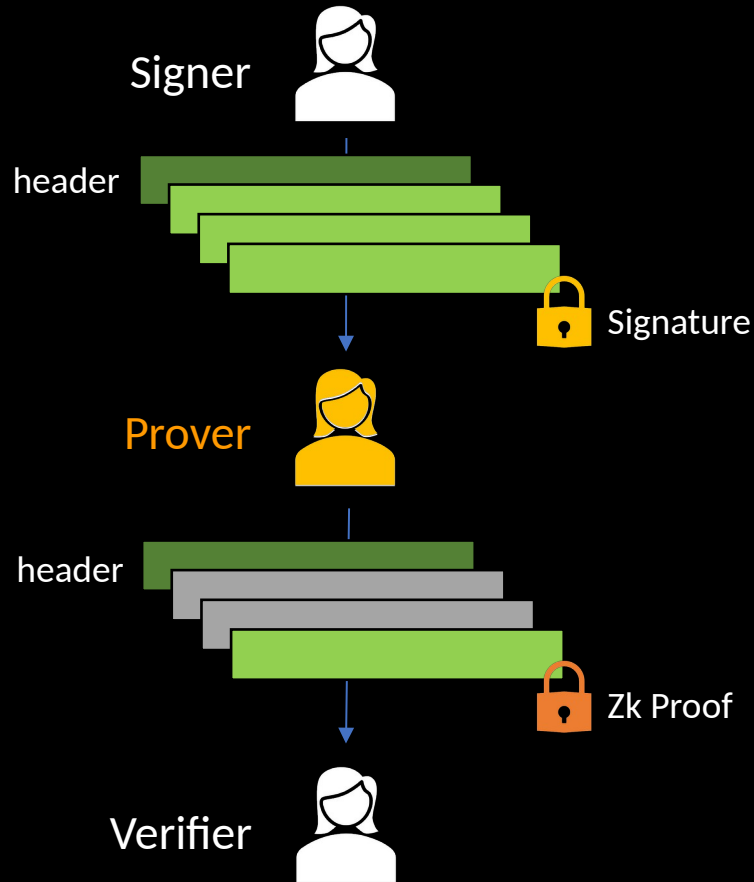 Signer
header
Signature
Prover
header
Zk Proof
Verifier